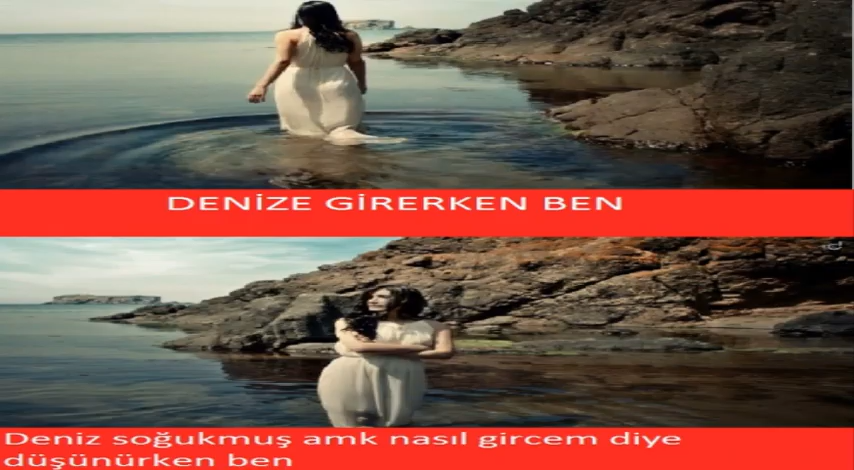 DENİZE GİRERKEN BEN
Deniz soğukmuş amk nasıl gircem diye
düşünürken ben